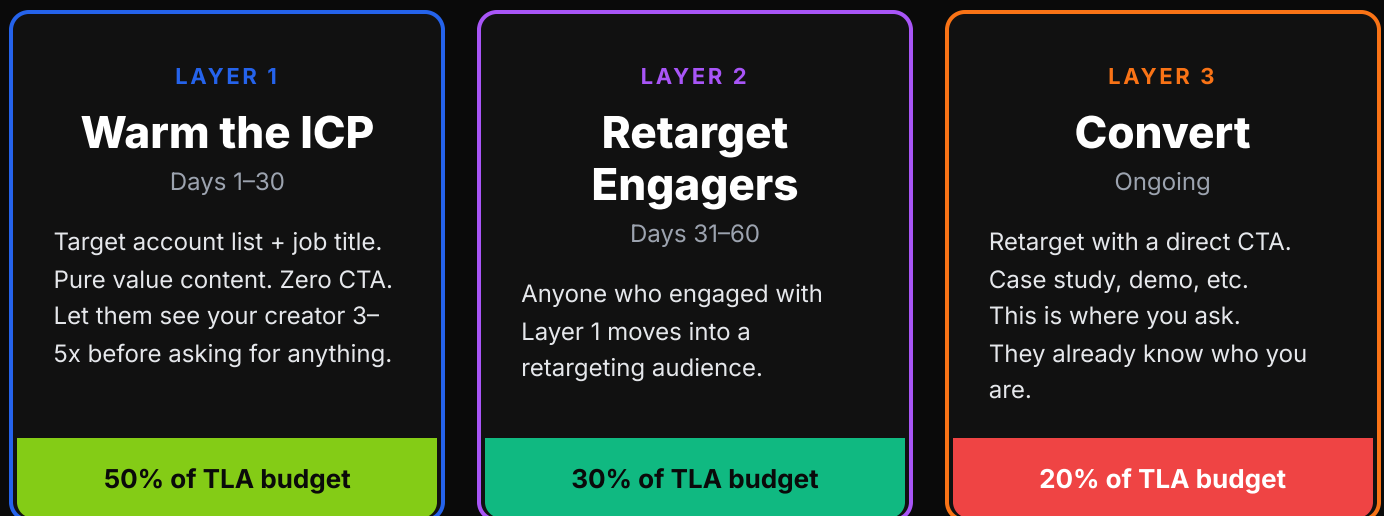 LAYER 1
Warm the ICP
Days 1–30
Target account list + job title.
Pure value content. Zero CTA.
Let them see your creator 3–
5x before asking for anything.
50% of TLA budget
LAYER 2
Retarget
Engagers
Days 31–60
Anyone who engaged with
Layer 1 moves into a
retargeting audience.
30% of TLA budget
LAYER 3
Convert
Ongoing
Retarget with a direct CTA.
Case study, demo, etc.
This is where you ask.
They already know who you
are.
20% of TLA budget